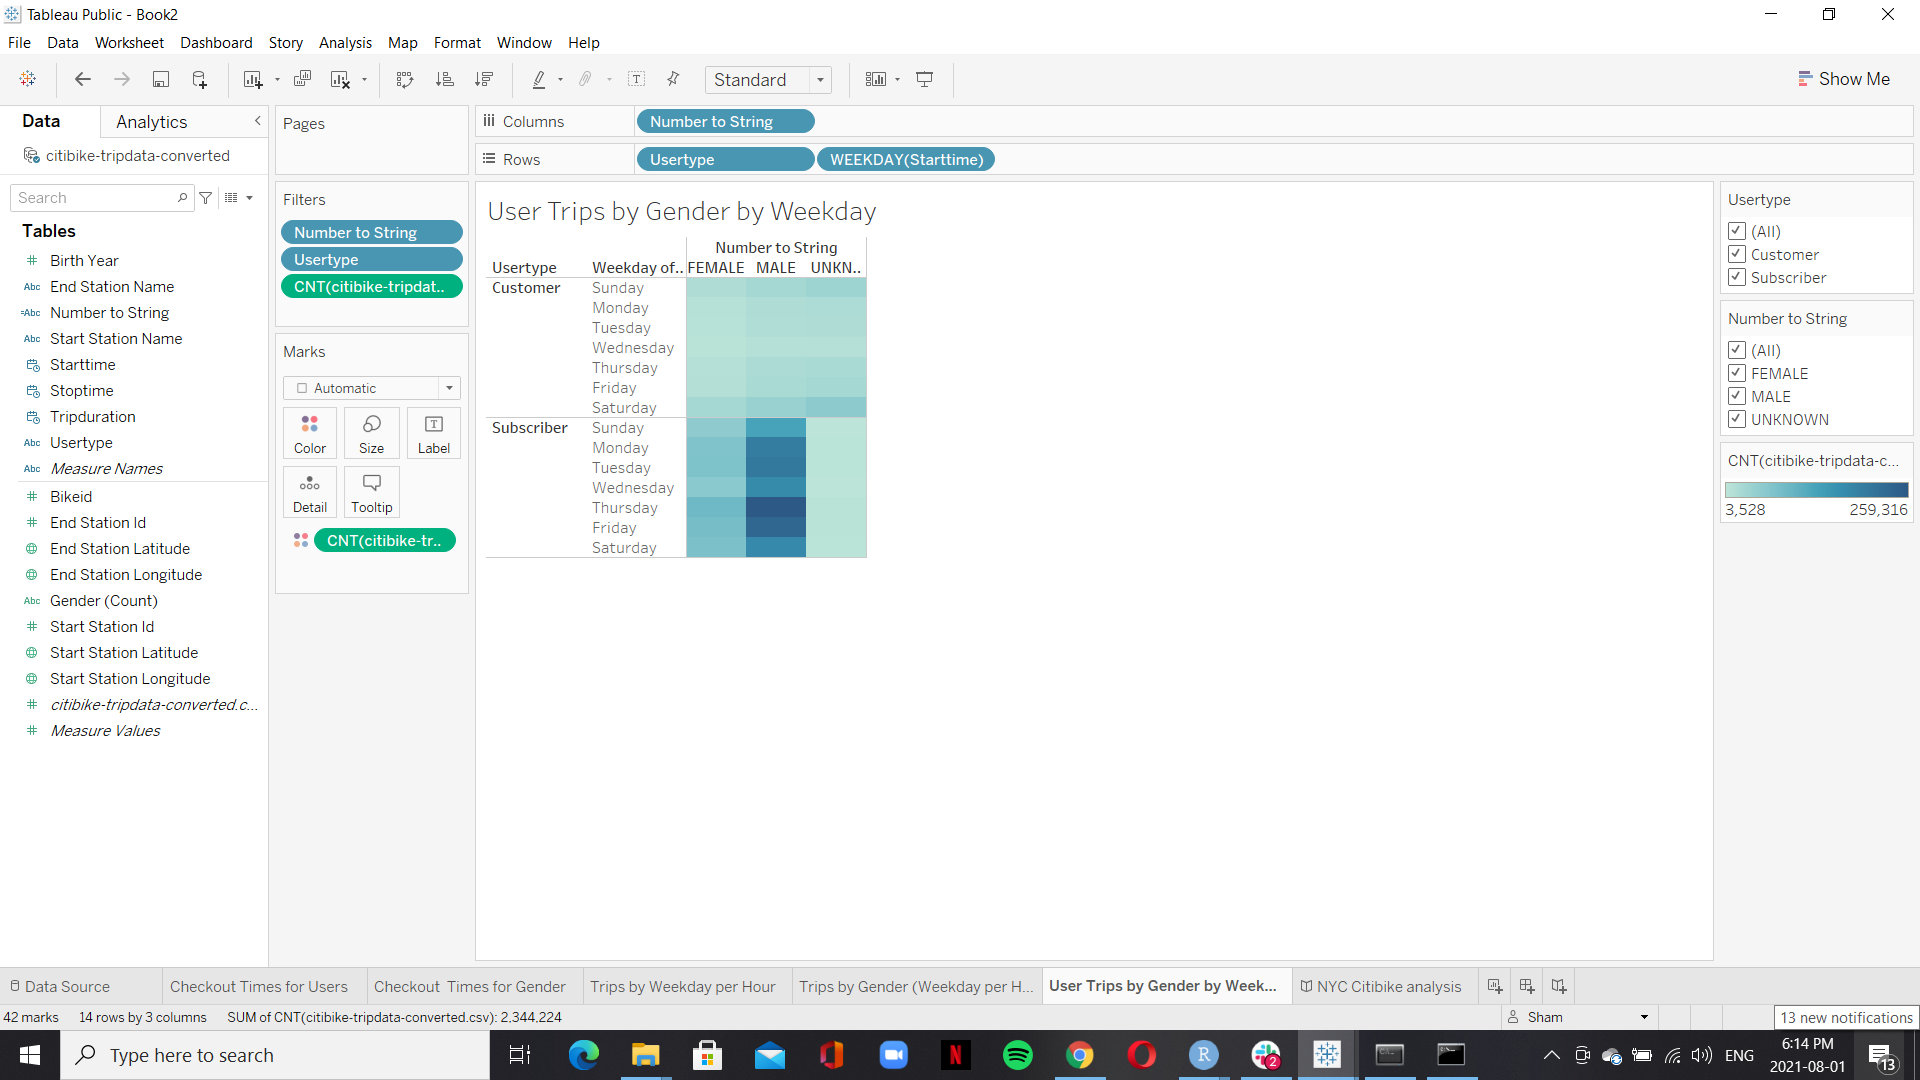 Tableau Public - Book2
File Data Worksheet Dashboard Story Analysis Map Format Window Help
Standard
Show Me
Data
Analytics
citibike-tripdata-converted
Search
Tables
# Birth Year
Abc End Station Name
=Abc Number to String
Abc Start Station Name
Starttime
Stoptime
Tripduration
Abc Usertype
Abc Measure Names
# Bikeid
# End Station Id
End Station Latitude
End Station Longitude
Abc Gender (Count)
# Start Station Id
Start Station Latitude
Start Station Longitude
# citibike-tripdata-converted.c...
# Measure Values
Pages
Filters
Number to String
Usertype
CNT(citibike-tripdat..
Marks
Automatic
Color Size Label
Detail Tooltip
CNT(citibike-tr..
Columns Number to String
Rows Usertype WEEKDAY(Starttime)
User Trips by Gender by Weekday
Number to String
Usertype Weekday of.. FEMALE MALE UNKN..
Customer Sunday
Monday
Tuesday
Wednesday
Thursday
Friday
Saturday
Subscriber Sunday
Monday
Tuesday
Wednesday
Thursday
Friday
Saturday
Usertype
(All)
Customer
Subscriber
Number to String
(All)
FEMALE
MALE
UNKNOWN
CNT(citibike-tripdata-c...
3,528 259,316
Data Source Checkout Times for Users Checkout Times for Gender Trips by Weekday per Hour Trips by Gender (Weekday per H... User Trips by Gender by Week... NYC Citibike analysis
42 marks 14 rows by 3 columns SUM of CNT(citibike-tripdata-converted.csv): 2,344,224
Sham
13 new notifications
Type here to search
N
R
2
ENG
6:14 PM
2021-08-01
13